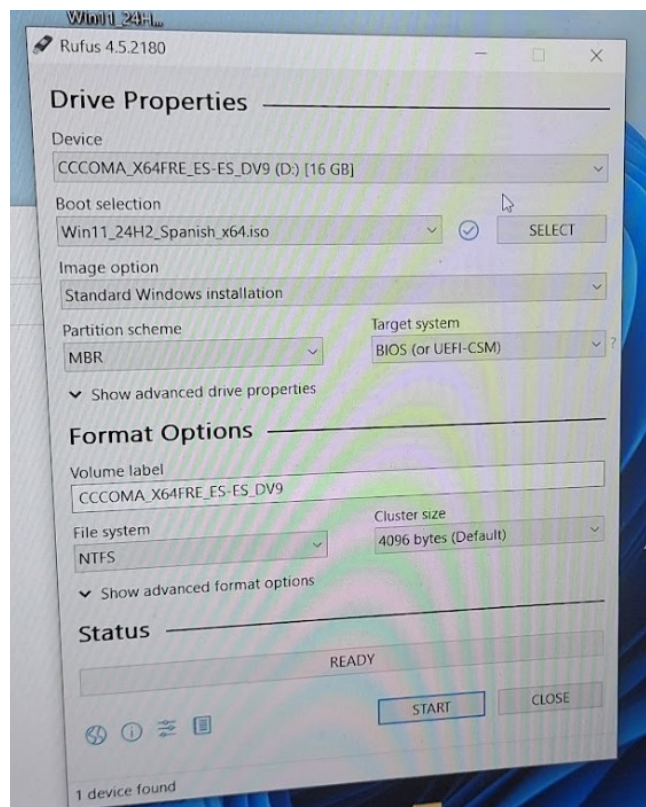 Win11_24H...
Rufus 4.5.2180
Drive Properties
Device
CCCOMA_X64FRE_ES-ES_DV9 (D:) [16 GB]
Boot selection
Win11_24H2_Spanish_x64.iso
SELECT
Image option
Standard Windows installation
Partition scheme
Target system
MBR
BIOS (or UEFI-CSM)
?
Show advanced drive properties
Format Options
Volume label
CCCOMA_X64FRE_ES-ES_DV9
File system
Cluster size
NTFS
4096 bytes (Default)
Show advanced format options
Status
READY
START
CLOSE
1 device found